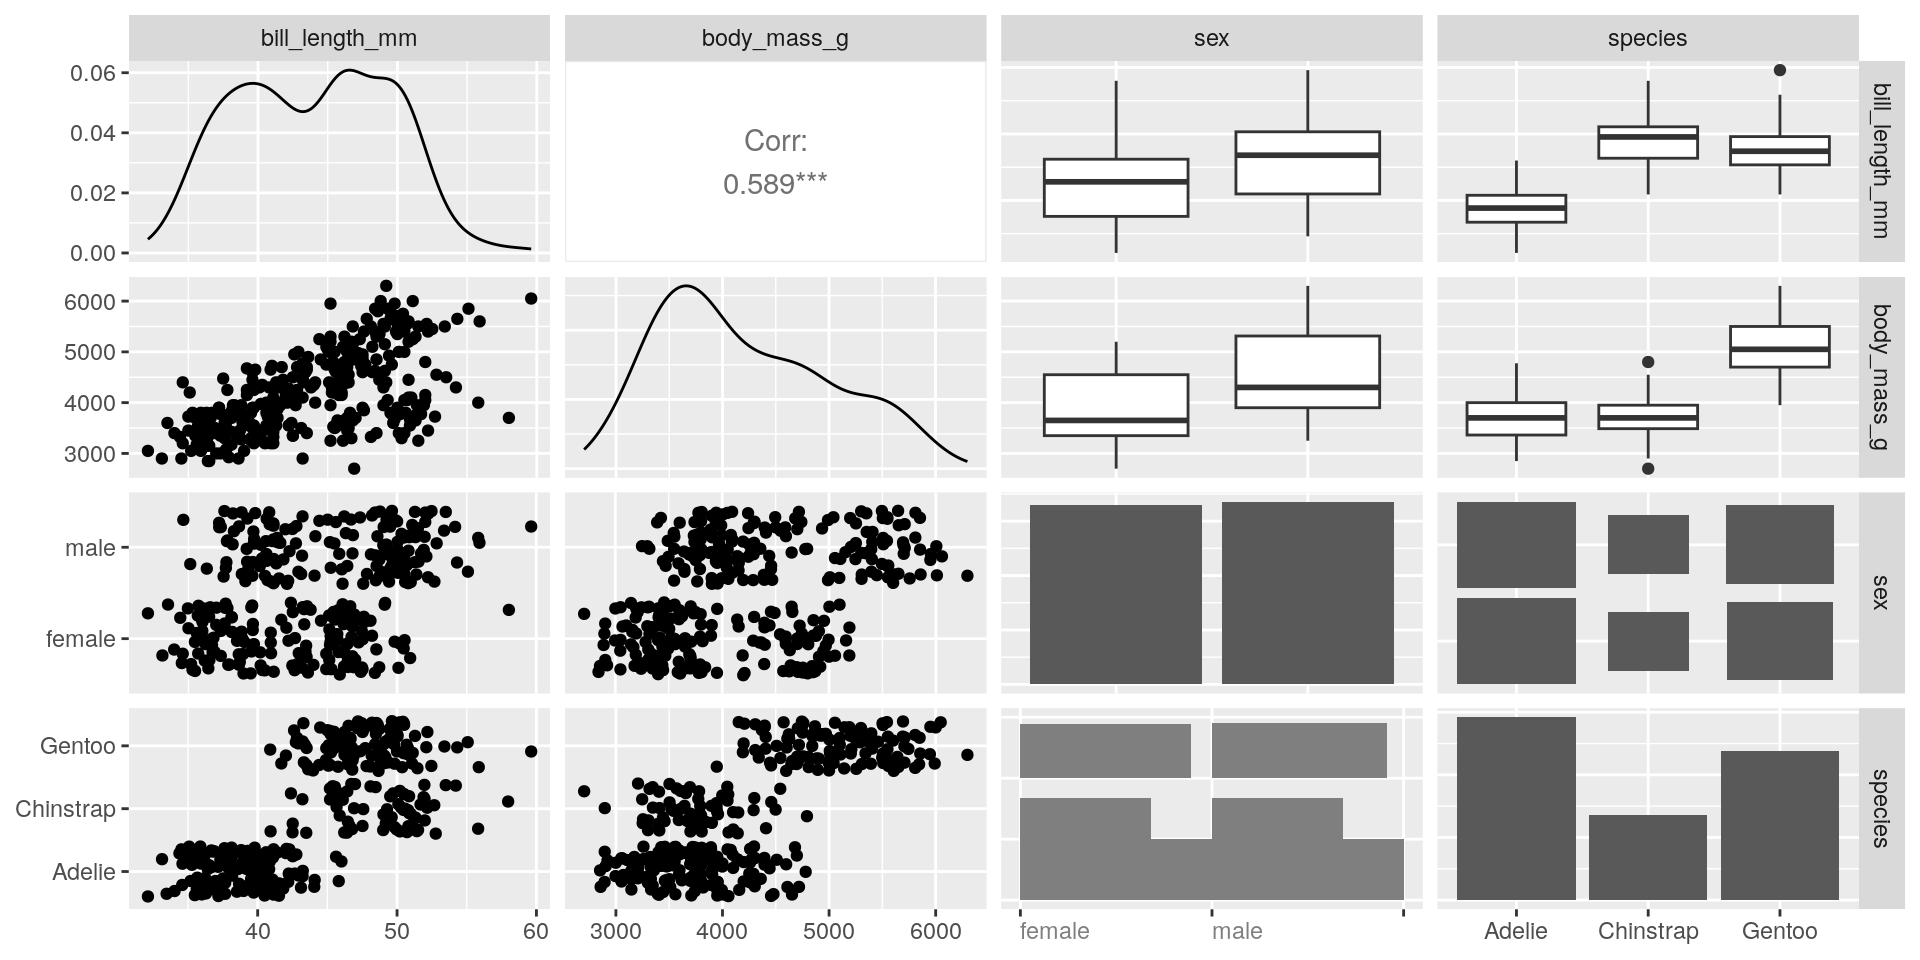 bill_length_mm
body_mass_g
sex
species
0.06
0.04
0.02
0.00
Corr:
0.589***
bill_length_mm
6000
5000
4000
3000
body_mass_g
male
female
sex
Gentoo
Chinstrap
Adelie
species
40
50
60
3000
4000
5000
6000
female
male
Adelie
Chinstrap
Gentoo